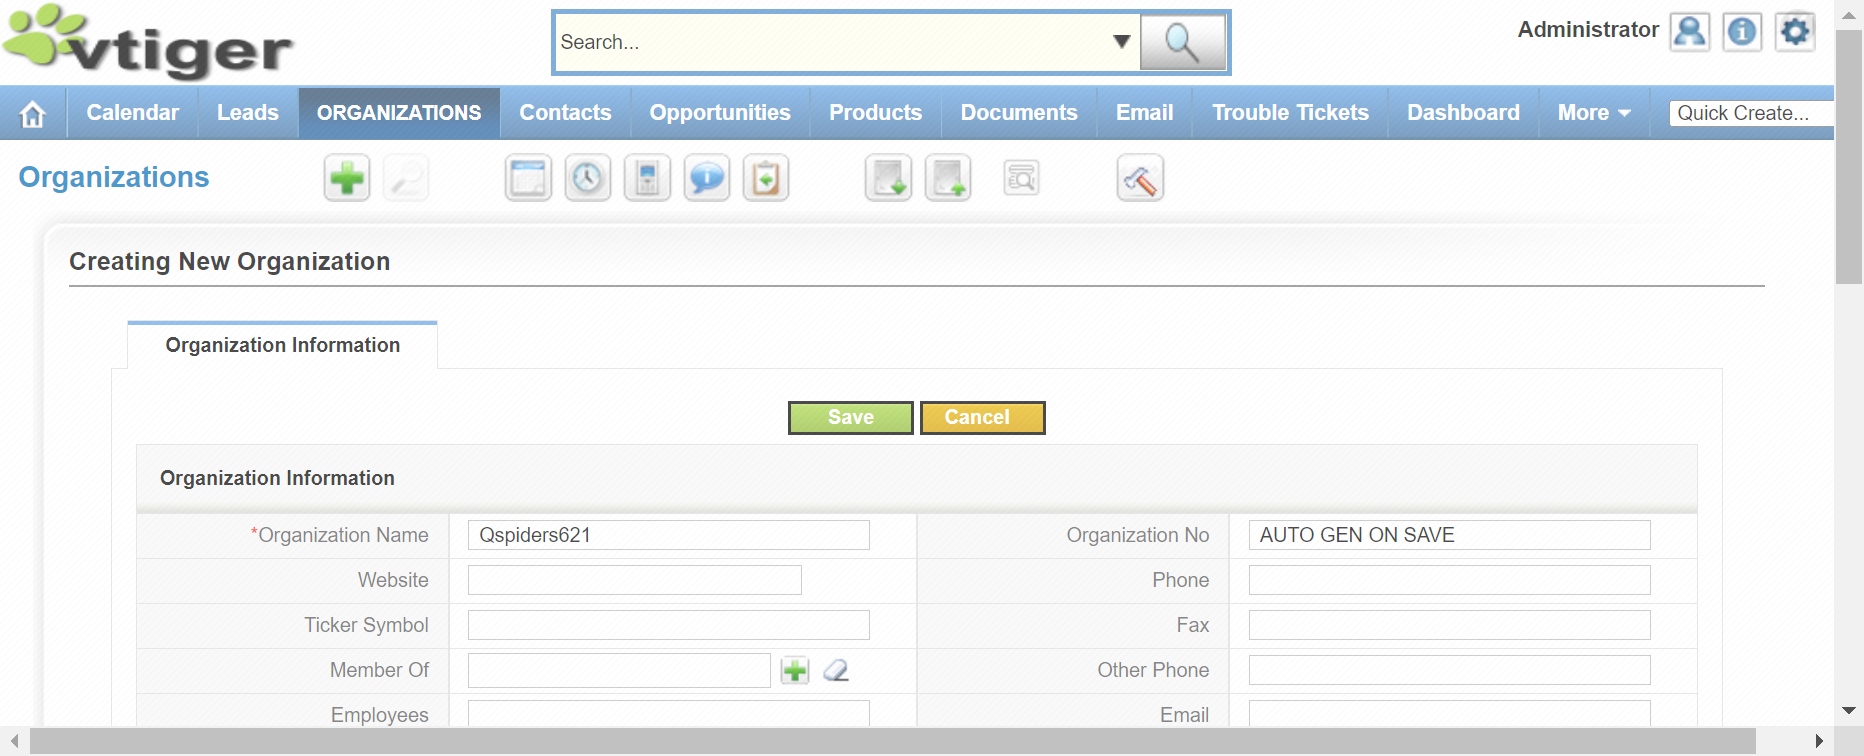 vtiger
Search...
Administrator
Calendar Leads ORGANIZATIONS Contacts Opportunities Products Documents Email Trouble Tickets Dashboard More Quick Create...
Organizations
Creating New Organization
Organization Information
Save Cancel
Organization Information
*Organization Name Qspiders621 Organization No AUTO GEN ON SAVE
Website Phone
Ticker Symbol Fax
Member Of Other Phone
Employees Email